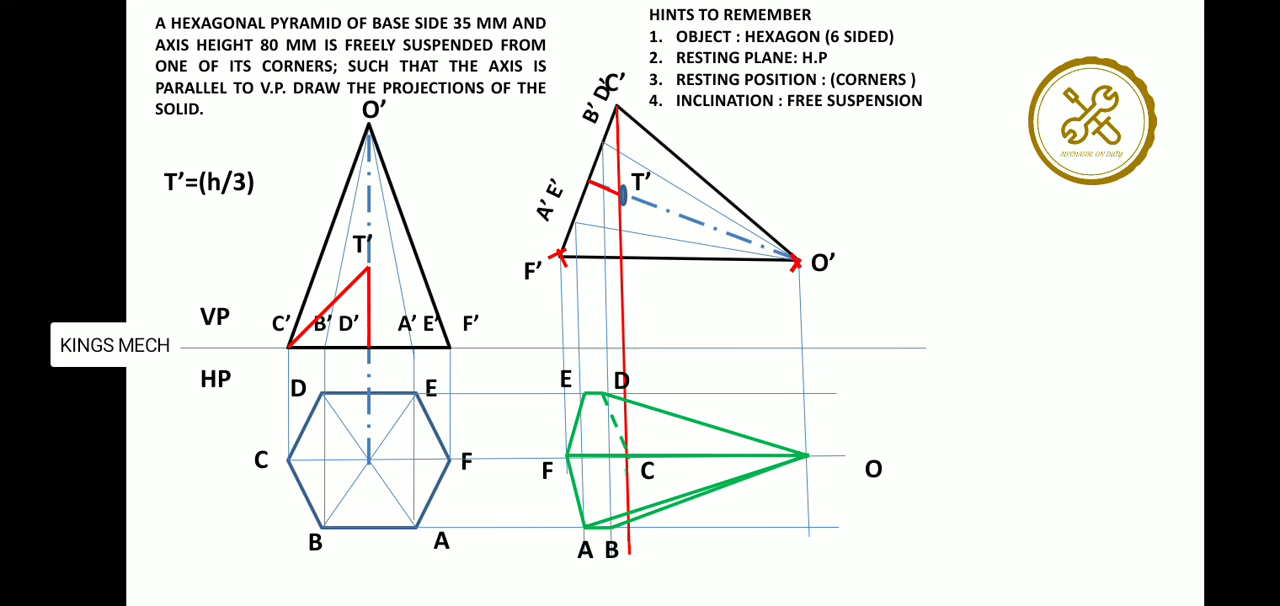 A HEXAGONAL PYRAMID OF BASE SIDE 35 MM AND
AXIS HEIGHT 80 MM IS FREELY SUSPENDED FROM
ONE OF ITS CORNERS; SUCH THAT THE AXIS IS
PARALLEL TO V.P. DRAW THE PROJECTIONS OF THE
SOLID.
HINTS TO REMEMBER
1. OBJECT : HEXAGON (6 SIDED)
2. RESTING PLANE: H.P
3. RESTING POSITION : (CORNERS )
4. INCLINATION : FREE SUSPENSION
MECHANIC ON DUTY
O’
T’=(h/3)
T’
VP
C’ B’ D’ A’ E’ F’
KINGS MECH
HP
D E
C F
B A
B’ D’C’
T’
A’ E’
F’ O’
E D
F C O
A B